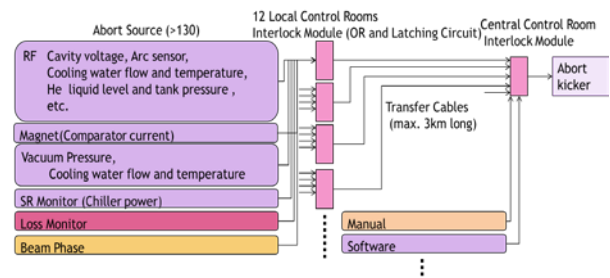 Abort Source (>130)
12 Local Control Rooms
Interlock Module (OR and Latching Circuit)
Central Control Room
Interlock Module
RF Cavity voltage, Arc sensor,
Cooling water flow and temperature,
He liquid level and tank pressure ,
etc.
Abort
kicker
Transfer Cables
(max. 3km long)
Magnet(Comparator current)
Vacuum Pressure,
Cooling water flow and temperature
SR Monitor (Chiller power)
Loss Monitor
Beam Phase
Manual
Software